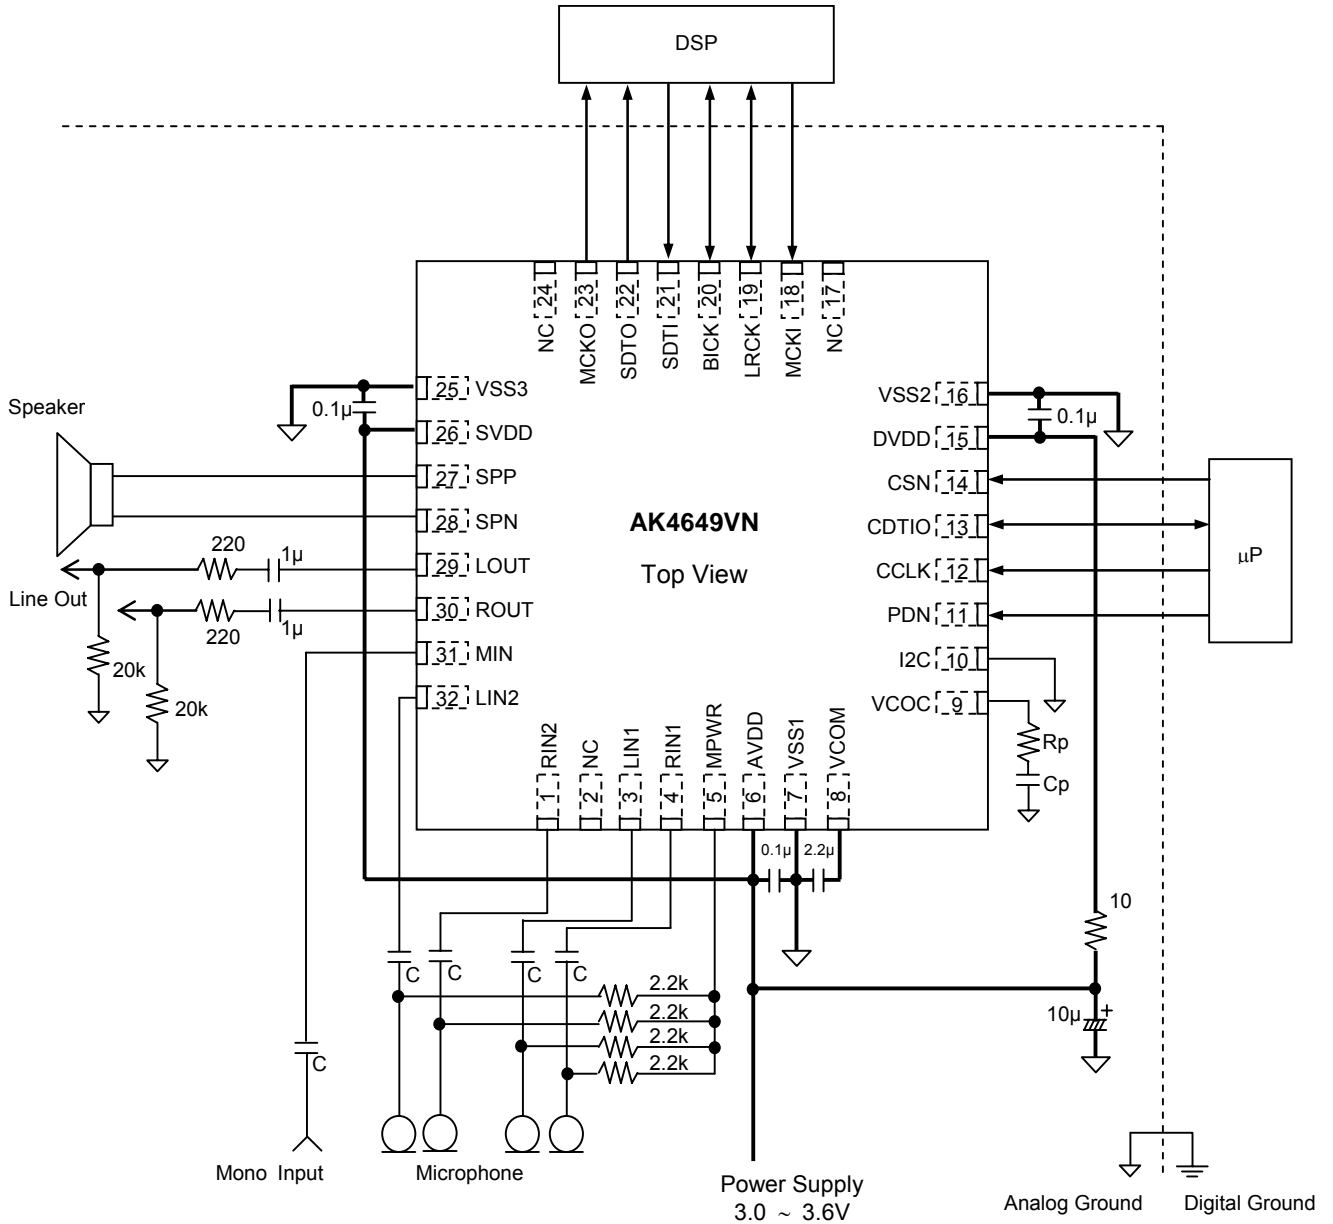 DSP
NC 24
MCKO 23
SDTO 22
SDTI 21
BICK 20
LRCK 19
MCKI 18
NC 17
25 VSS3
26 SVDD
27 SPP
28 SPN
29 LOUT
30 ROUT
31 MIN
32 LIN2
VSS2 16
DVDD 15
CSN 14
CDTIO 13
CCLK 12
PDN 11
I2C 10
VCOC 9
AK4649VN
Top View
1 RIN2
2 NC
3 LIN1
4 RIN1
5 MPWR
6 AVDD
7 VSS1
8 VCOM
Speaker
0.1µ
0.1µ
µP
220
1µ
Line Out
220
1µ
20k
20k
Rp
Cp
0.1µ
2.2µ
10
C
C
C
C
2.2k
2.2k
2.2k
2.2k
10µ
+
C
Mono Input
Microphone
Power Supply
3.0 ~ 3.6V
Analog Ground
Digital Ground